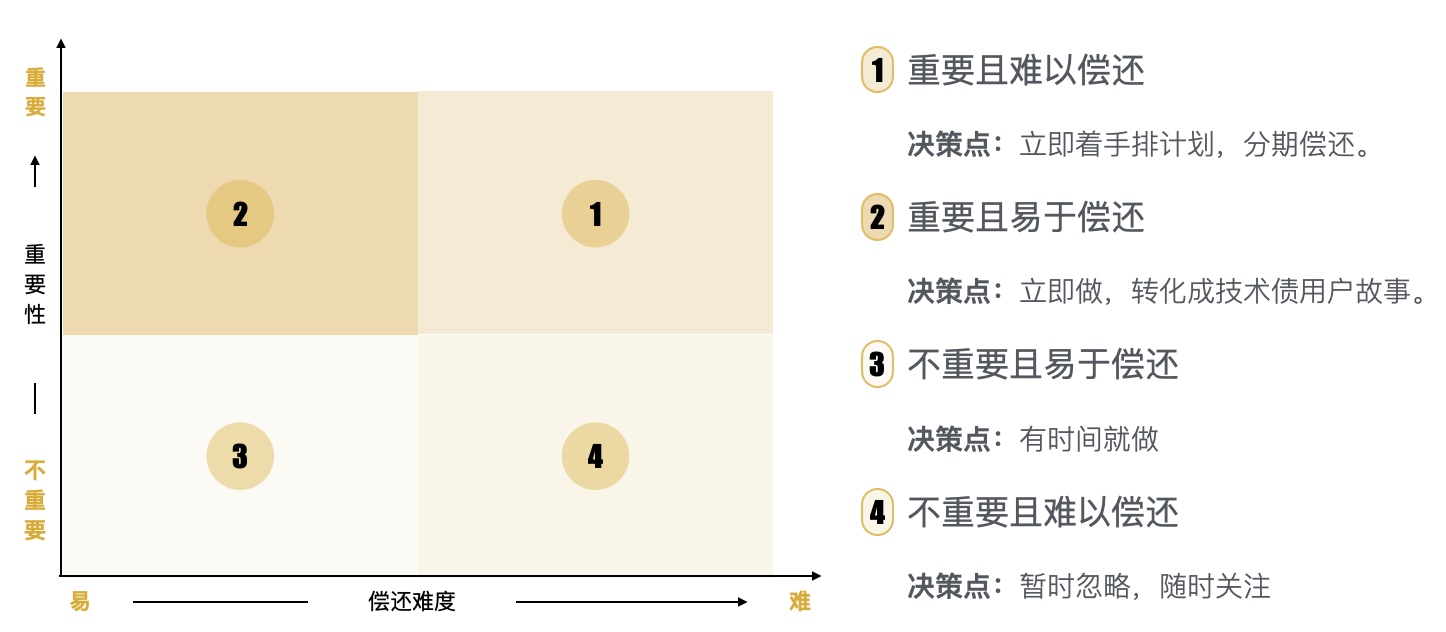 重要
重要性
不重要
2
1
3
4
易
偿还难度
难
1 重要且难以偿还
决策点：立即着手排计划，分期偿还。
2 重要且易于偿还
决策点：立即做，转化成技术债用户故事。
3 不重要且易于偿还
决策点：有时间就做
4 不重要且难以偿还
决策点：暂时忽略，随时关注